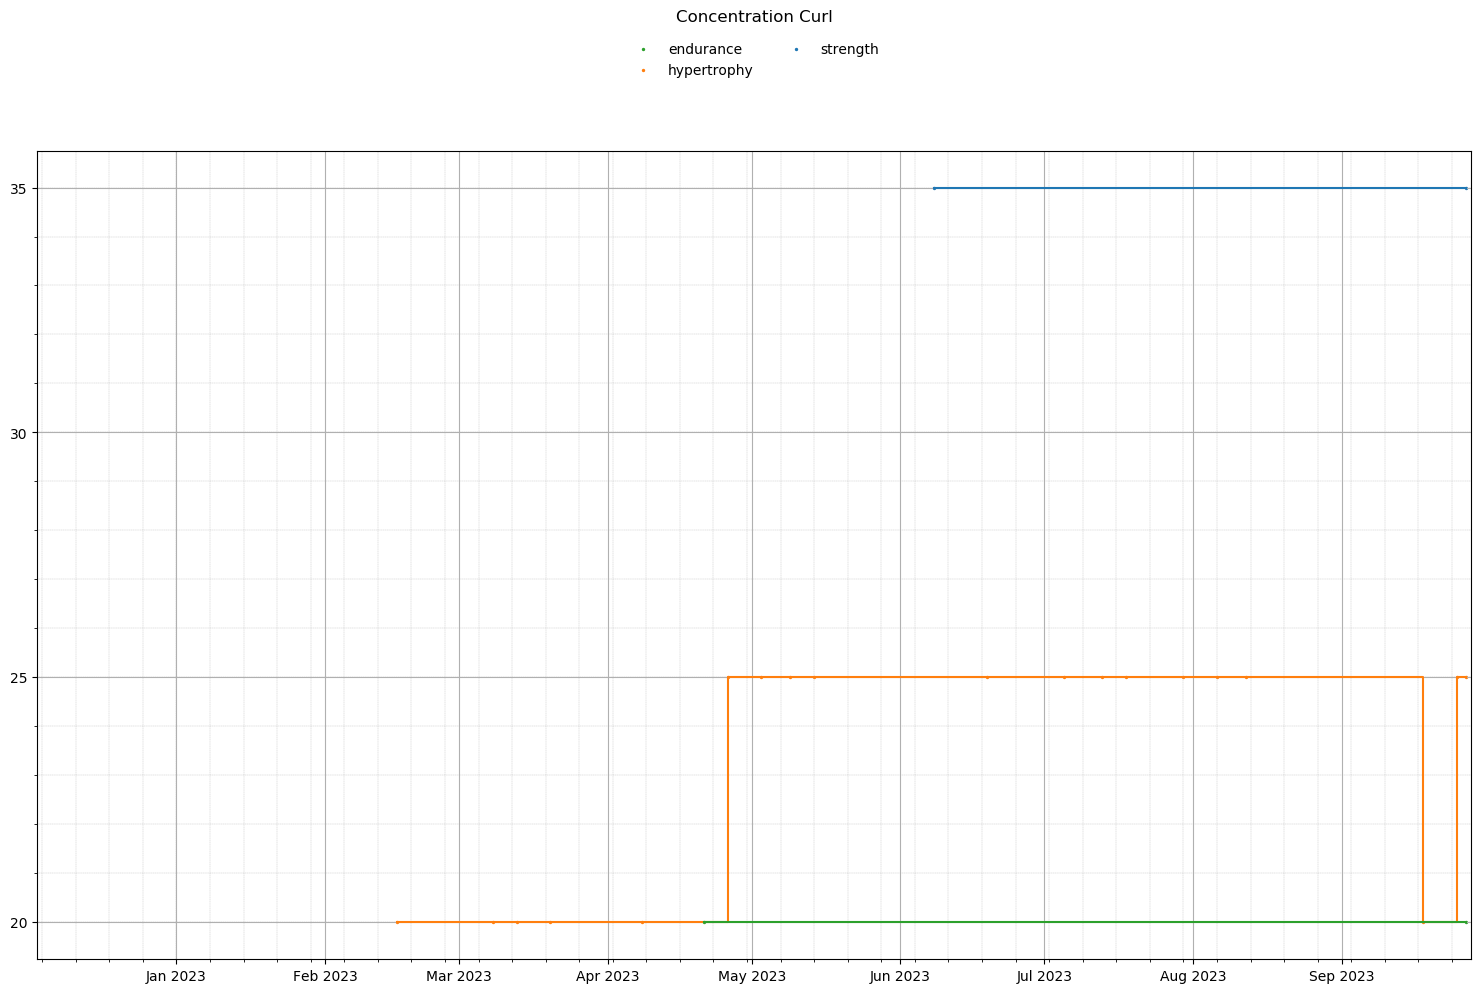 Concentration Curl
endurance
strength
hypertrophy
35
30
25
20
Jan 2023
Feb 2023
Mar 2023
Apr 2023
May 2023
Jun 2023
Jul 2023
Aug 2023
Sep 2023